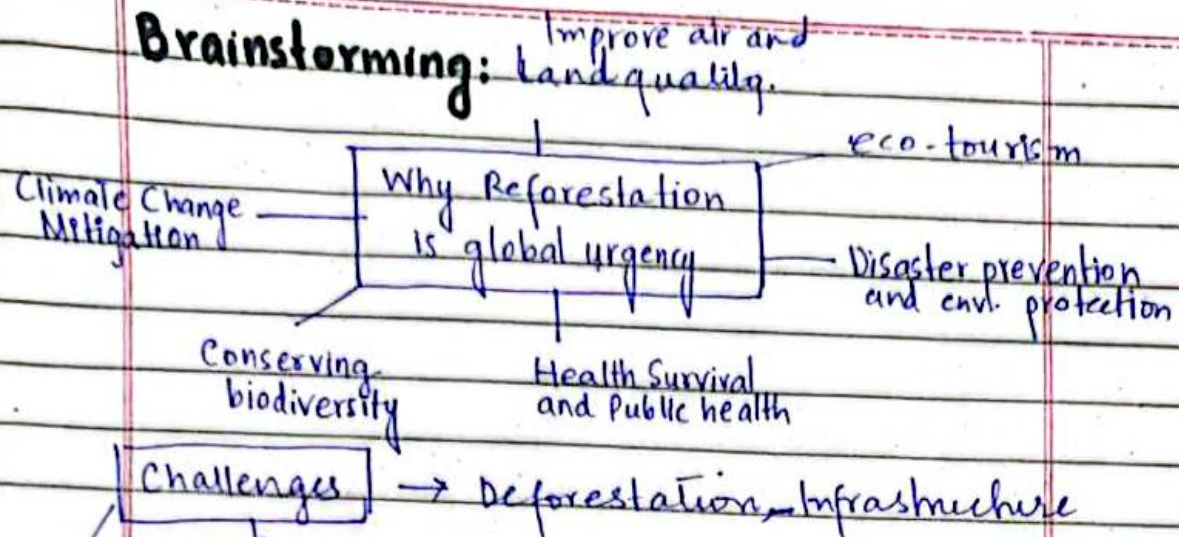 Brainstorming:
Improve air and
Land quality.
eco-tourism
Why Reforestation
is global urgency
Climate Change
Mitigation
Disaster prevention
and envl. protection
Conserving
biodiversity
Health Survival
and Public health
Challenges → Deforestation, Infrastructure